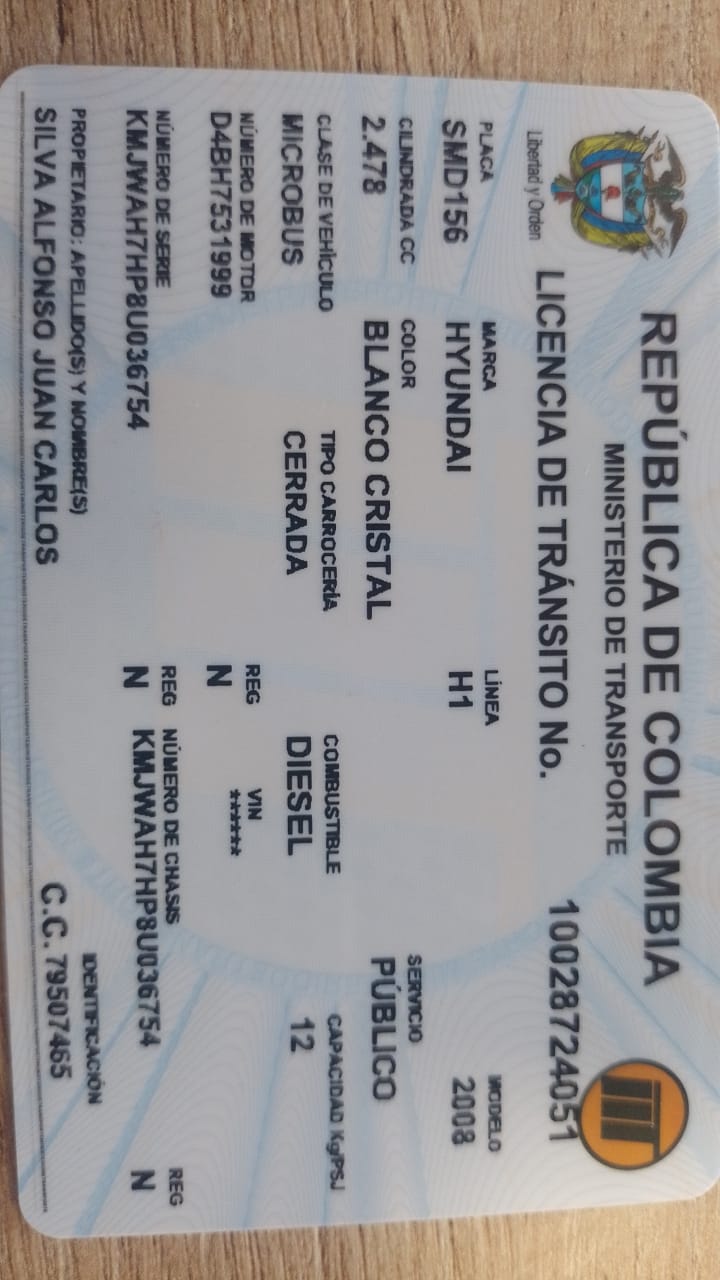 REPÚBLICA DE COLOMBIA
MINISTERIO DE TRANSPORTE
Libertad y Orden
LICENCIA DE TRÁNSITO No. 10028724051
PLACA MARCA LÍNEA MODELO
SMD156 HYUNDAI H1 2008
CILINDRADA CC COLOR SERVICIO
2.478 BLANCO CRISTAL PÚBLICO
CLASE DE VEHÍCULO TIPO CARROCERÍA COMBUSTIBLE CAPACIDAD Kg/PSJ
MICROBUS CERRADA DIESEL 12
NÚMERO DE MOTOR REG VIN
D4BH7531999 N ******
NÚMERO DE SERIE REG NÚMERO DE CHASIS REG
KMJWAH7HP8U036754 N KMJWAH7HP8U036754 N
PROPIETARIO: APELLIDO(S) Y NOMBRE(S) IDENTIFICACIÓN
SILVA ALFONSO JUAN CARLOS C.C. 79507465